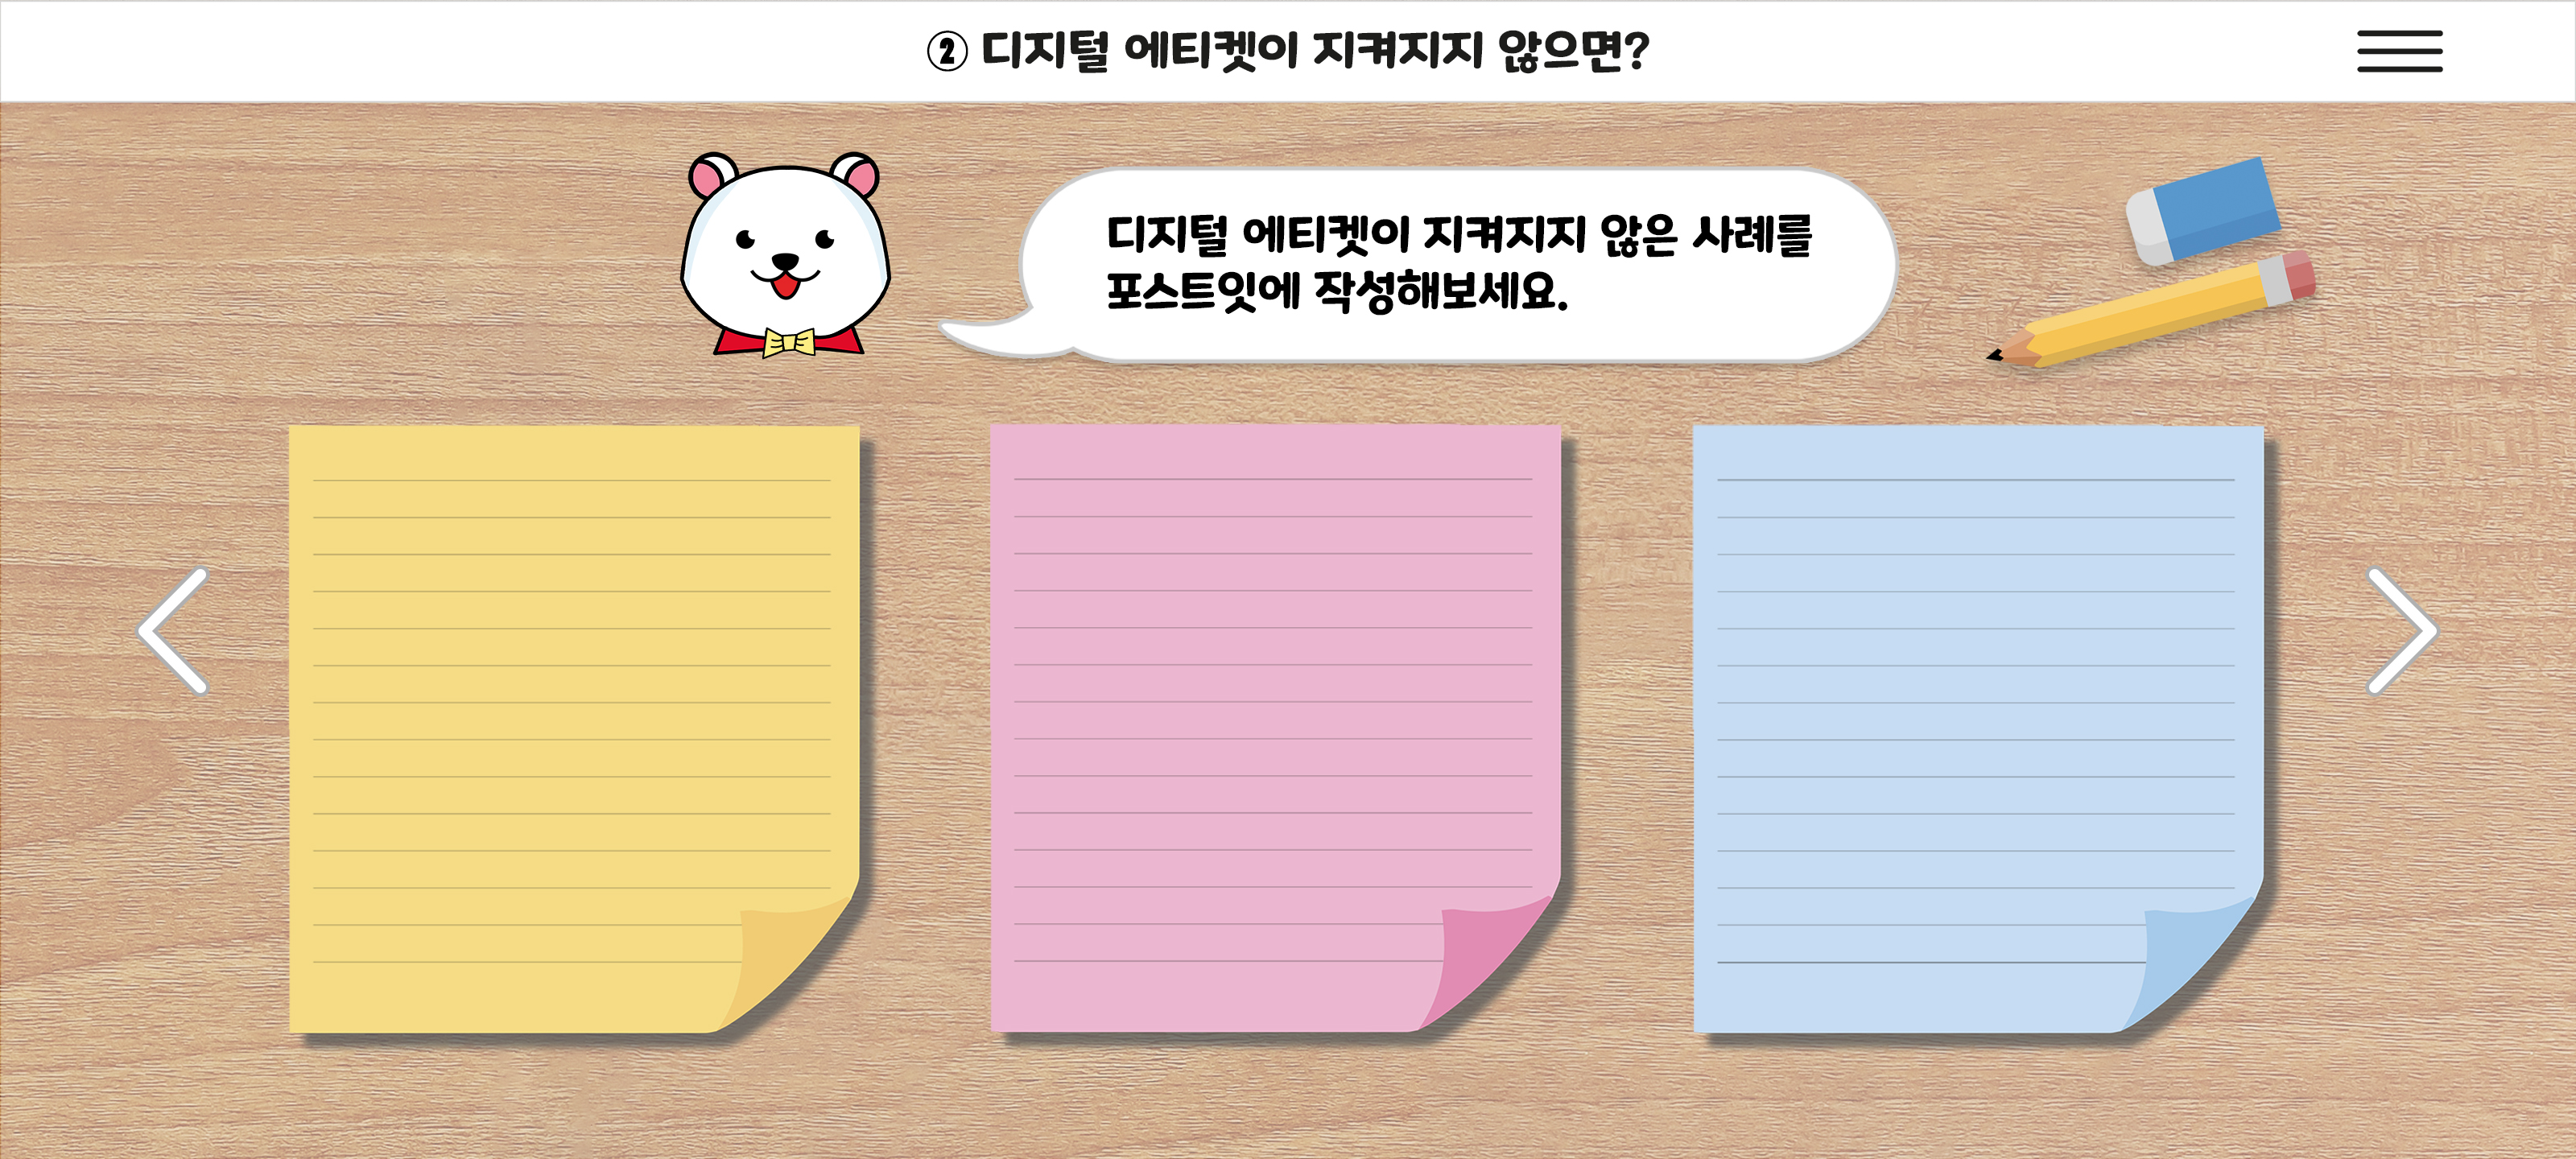 ② 디지털 에티켓이 지켜지지 않으면?
디지털 에티켓이 지켜지지 않은 사례를
포스트잇에 작성해보세요.